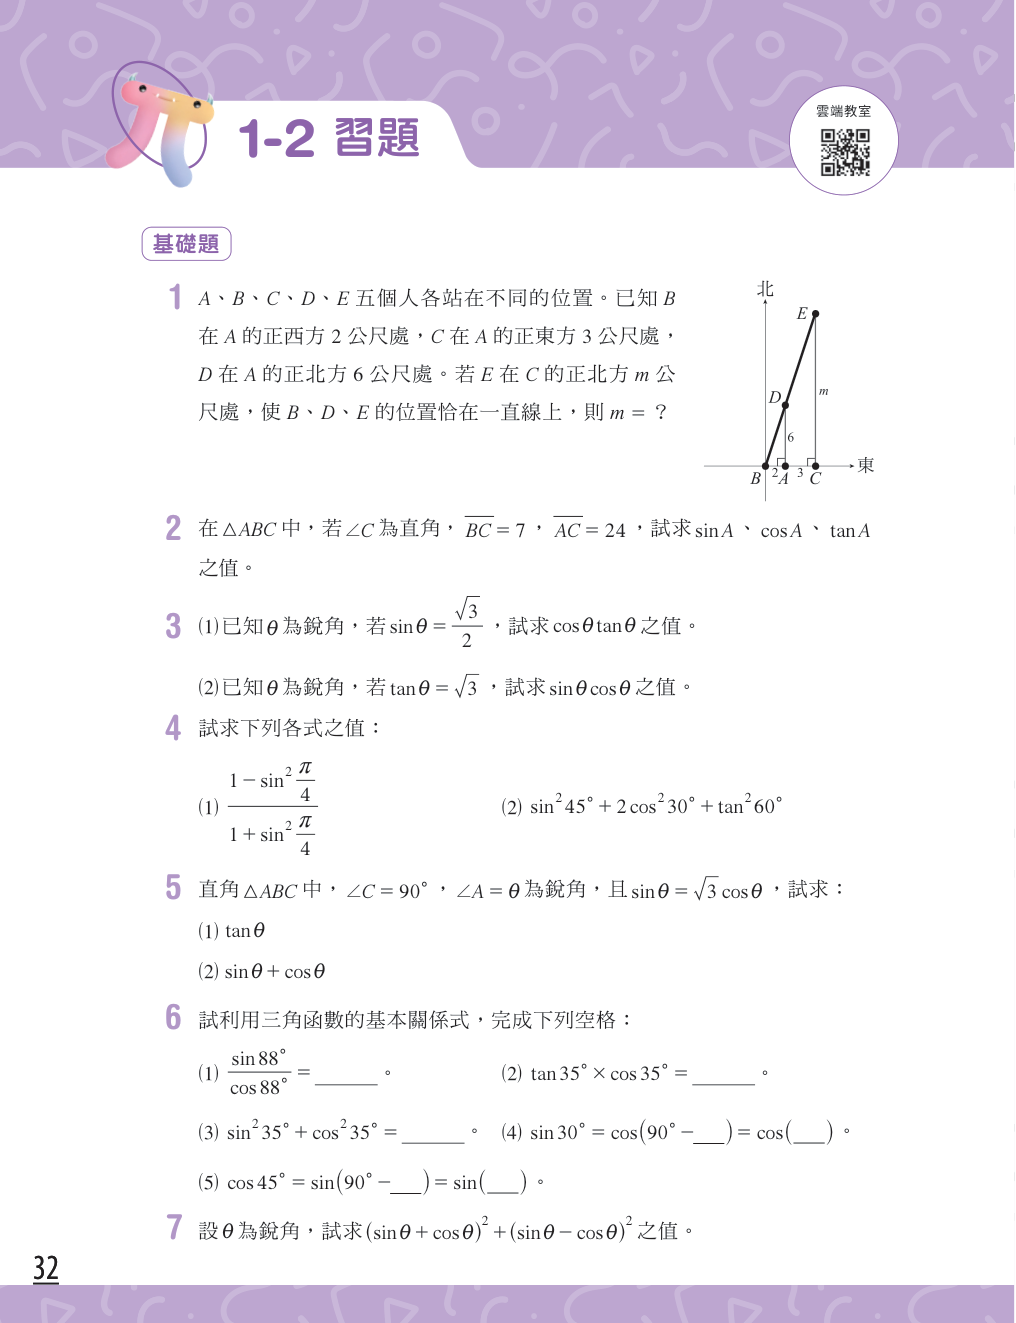 1-2 習題
雲端教室
基礎題
1 A、B、C、D、E 五個人各站在不同的位置。已知 B
在 A 的正西方 2 公尺處，C 在 A 的正東方 3 公尺處，
D 在 A 的正北方 6 公尺處。若 E 在 C 的正北方 m 公
尺處，使 B、D、E 的位置恰在一直線上，則 m = ？
北
E
D
m
6
B 2 A 3 C
東
2 在 △ABC 中，若 ∠C 為直角， \overline{BC} = 7 ， \overline{AC} = 24 ，試求 sin A 、 cos A 、 tan A
之值。
3 (1) 已知 θ 為銳角，若 sin θ = \frac{√3}{2} ，試求 cos θ tan θ 之值。
(2) 已知 θ 為銳角，若 tan θ = √3 ，試求 sin θ cos θ 之值。
4 試求下列各式之值：
(1) \frac{1 − sin² \frac{π}{4}}{1 + sin² \frac{π}{4}} (2) sin² 45° + 2 cos² 30° + tan² 60°
5 直角 △ABC 中， ∠C = 90° ， ∠A = θ 為銳角，且 sin θ = √3 cos θ ，試求：
(1) tan θ
(2) sin θ + cos θ
6 試利用三角函數的基本關係式，完成下列空格：
(1) \frac{sin 88°}{cos 88°} = ______ 。 (2) tan 35° × cos 35° = ______ 。
(3) sin² 35° + cos² 35° = ______ 。 (4) sin 30° = cos(90° − ___) = cos(___) 。
(5) cos 45° = sin(90° − ___) = sin(___) 。
7 設 θ 為銳角，試求 (sin θ + cos θ)² + (sin θ − cos θ)² 之值。
32